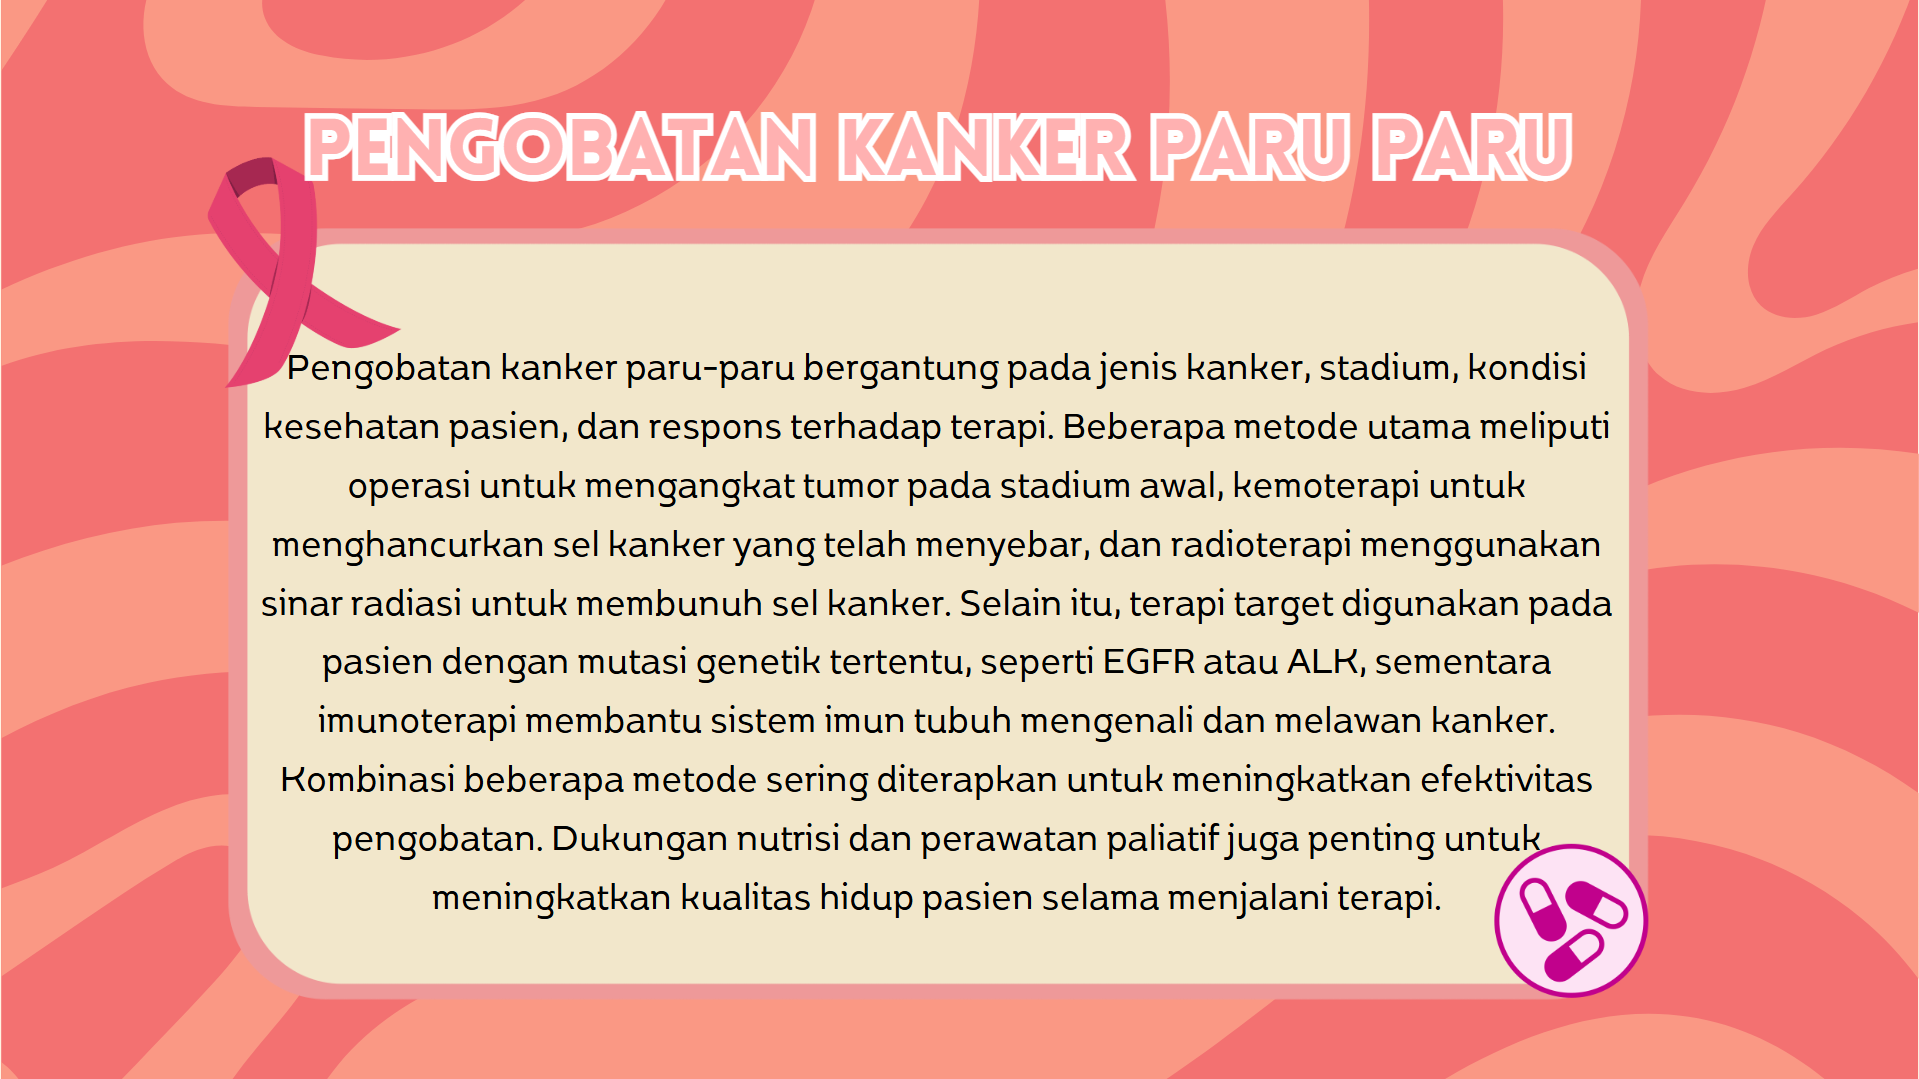 PENGOBATAN KANKER PARU PARU
Pengobatan kanker paru-paru bergantung pada jenis kanker, stadium, kondisi
kesehatan pasien, dan respons terhadap terapi. Beberapa metode utama meliputi
operasi untuk mengangkat tumor pada stadium awal, kemoterapi untuk
menghancurkan sel kanker yang telah menyebar, dan radioterapi menggunakan
sinar radiasi untuk membunuh sel kanker. Selain itu, terapi target digunakan pada
pasien dengan mutasi genetik tertentu, seperti EGFR atau ALK, sementara
imunoterapi membantu sistem imun tubuh mengenali dan melawan kanker.
Kombinasi beberapa metode sering diterapkan untuk meningkatkan efektivitas
pengobatan. Dukungan nutrisi dan perawatan paliatif juga penting untuk
meningkatkan kualitas hidup pasien selama menjalani terapi.